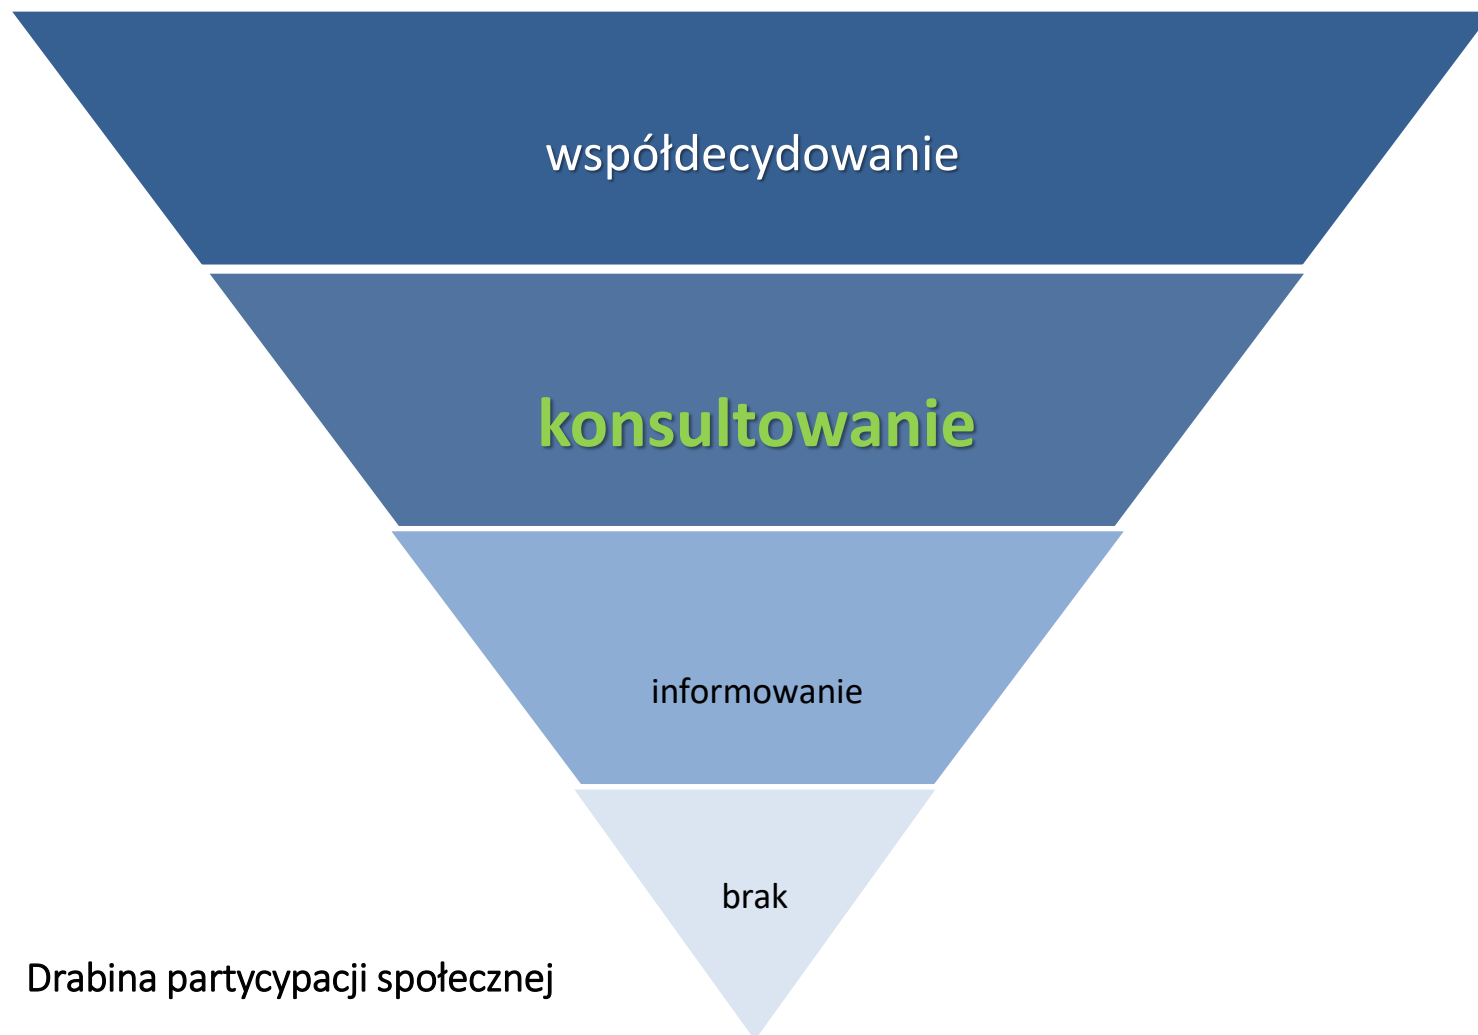 współdecydowanie
konsultowanie
informowanie
brak
Drabina partycypacji społecznej